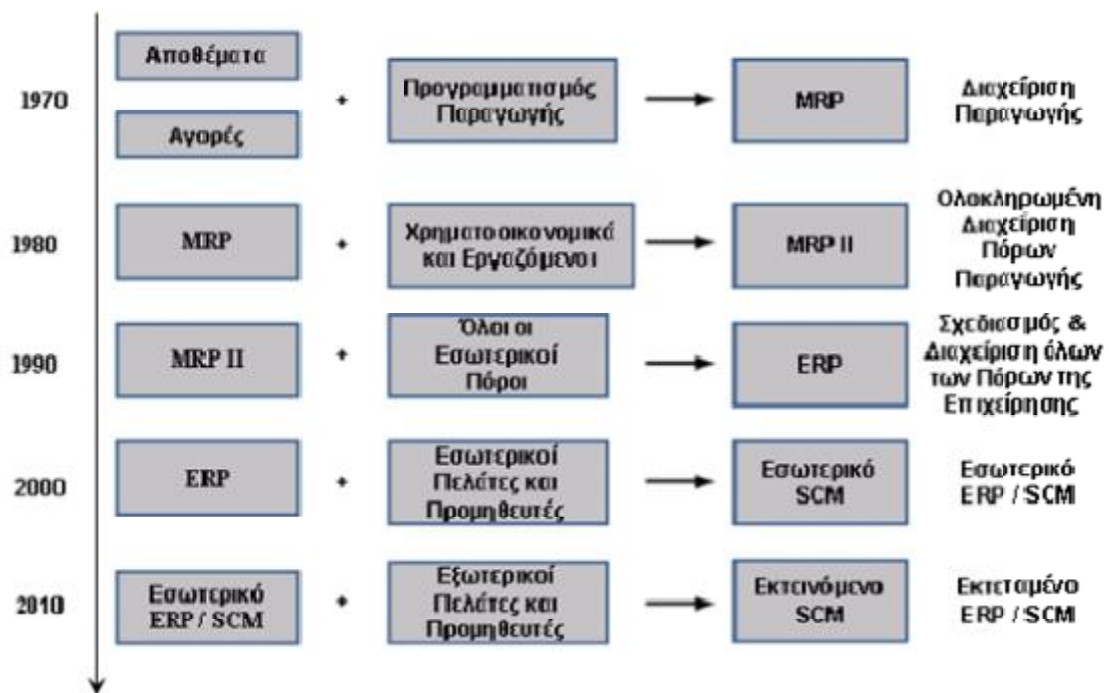 1970
Αποθέματα
Αγορές
+
Προγραμματισμός
Παραγωγής
MRP
Διαχείριση
Παραγωγής
1980
MRP
+
Χρηματοοικονομικά
και Εργαζόμενοι
MRP II
Ολοκληρωμένη
Διαχείριση
Πόρων
Παραγωγής
1990
MRP II
+
Όλοι οι
Εσωτερικοί
Πόροι
ERP
Σχεδιασμός &
Διαχείριση όλων
των Πόρων της
Επιχείρησης
2000
ERP
+
Εσωτερικοί
Πελάτες και
Προμηθευτές
Εσωτερικό
SCM
Εσωτερικό
ERP / SCM
2010
Εσωτερικό
ERP / SCM
+
Εξωτερικοί
Πελάτες και
Προμηθευτές
Εκτεινόμενο
SCM
Εκτεταμένο
ERP / SCM